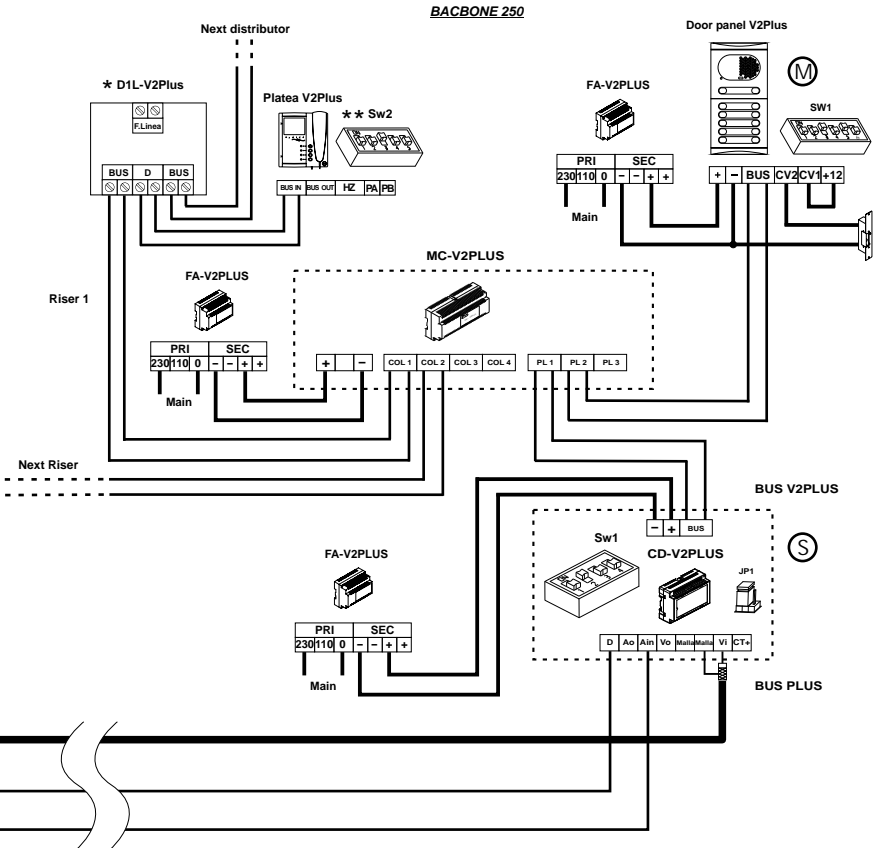 BACBONE 250
Next distributor
Door panel V2Plus
M
* D1L-V2Plus
FA-V2PLUS
Platea V2Plus
** Sw2
SW1
F.Linea
BUS D BUS
BUS IN BUS OUT HZ PA PB
PRI SEC
230 110 0 − − + +
Main
+ − BUS CV2 CV1 +12
MC-V2PLUS
FA-V2PLUS
Riser 1
PRI SEC
230 110 0 − − + +
Main
+ −
COL 1 COL 2 COL 3 COL 4
PL 1 PL 2 PL 3
Next Riser
BUS V2PLUS
− + BUS
Sw1
CD-V2PLUS
S
JP1
FA-V2PLUS
PRI SEC
230 110 0 − − + +
Main
D Ao Ain Vo Malla Malla Vi CT+
BUS PLUS